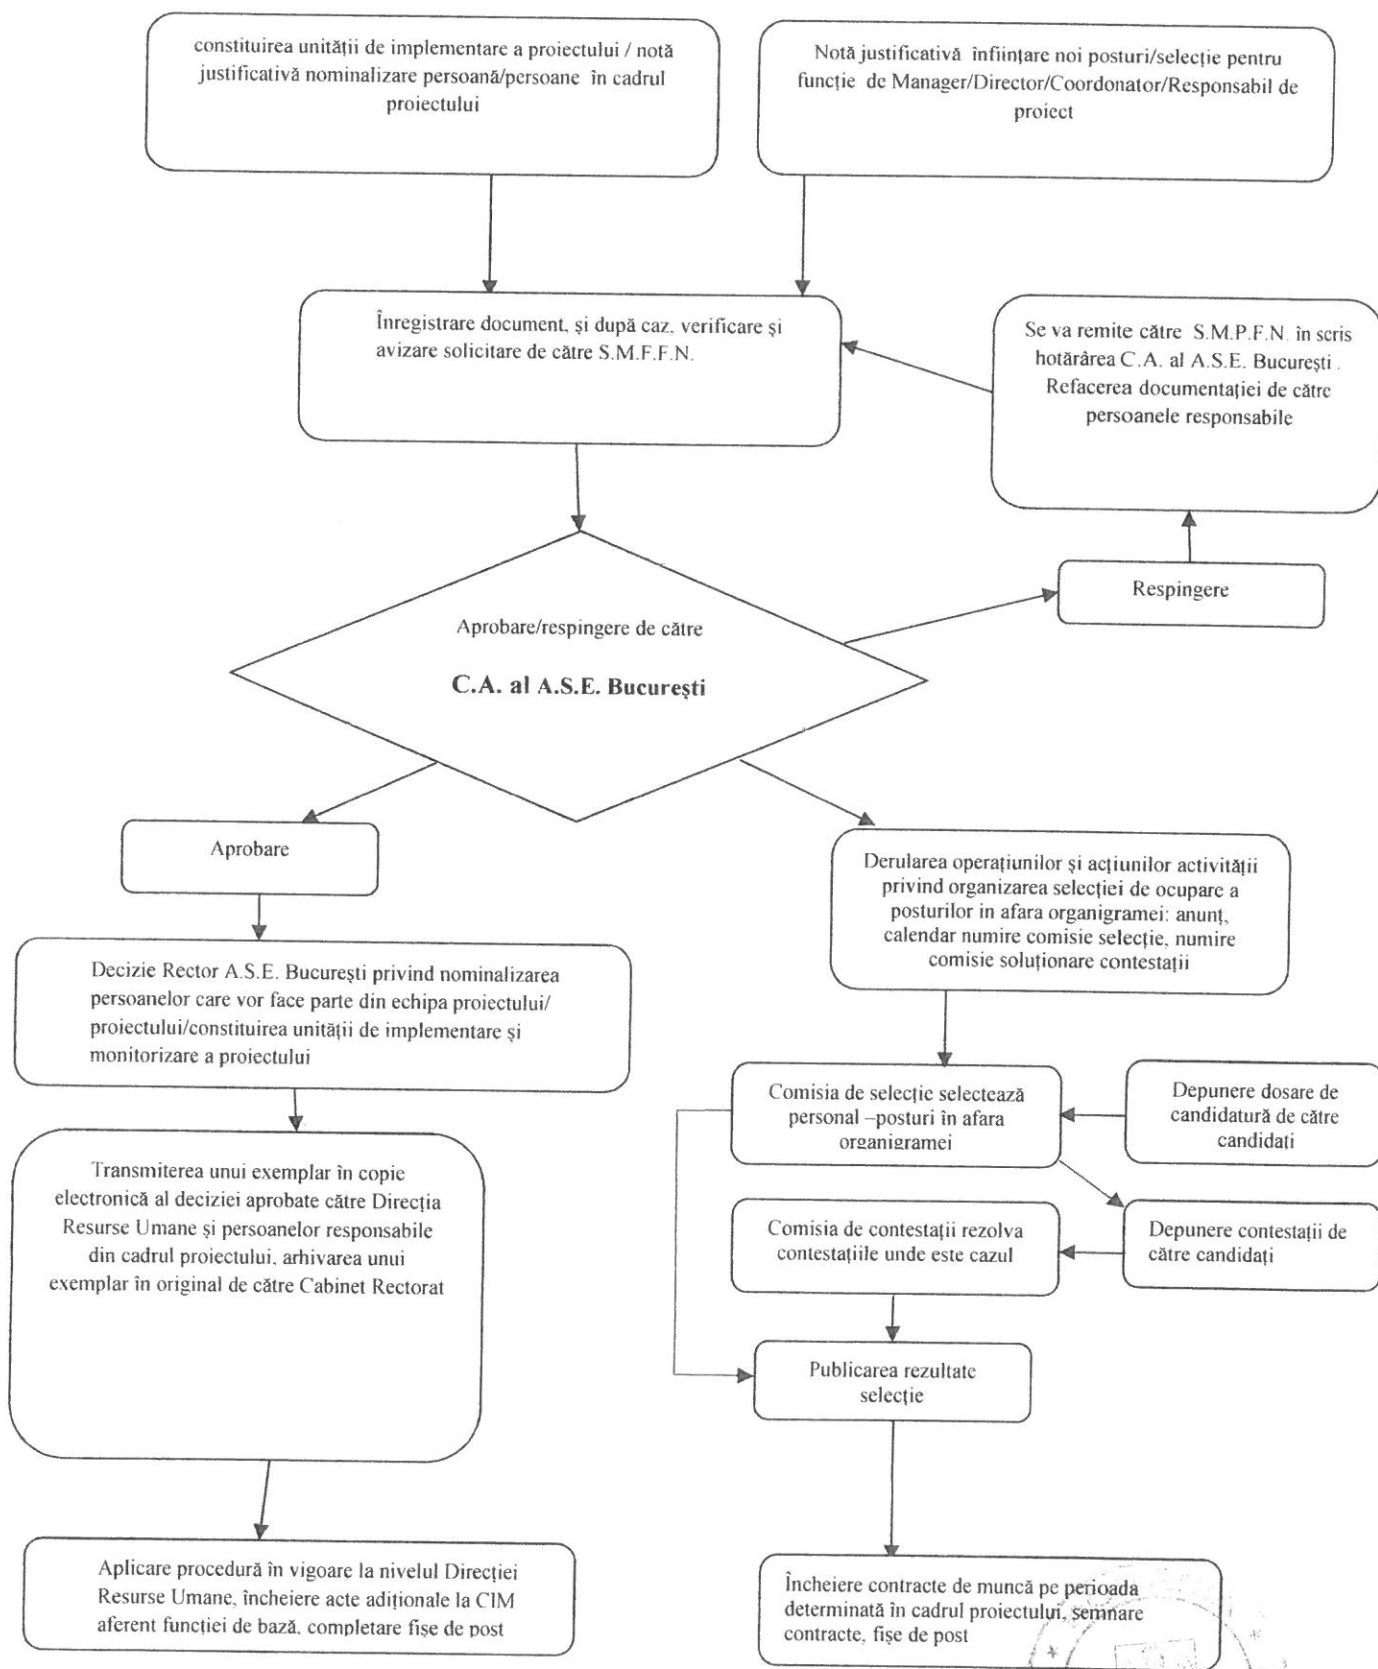 constituirea unității de implementare a proiectului / notă
justificativă nominalizare persoană/persoane în cadrul
proiectului
Notă justificativă înființare noi posturi/selecție pentru
funcție de Manager/Director/Coordonator/Responsabil de
proiect
Înregistrare document, și după caz, verificare și
avizare solicitare de către S.M.F.F.N.
Se va remite către S.M.P.F.N. în scris
hotărârea C.A. al A.S.E. București .
Refacerea documentației de către
persoanele responsabile
Respingere
Aprobare/respingere de către
C.A. al A.S.E. București
Aprobare
Decizie Rector A.S.E. București privind nominalizarea
persoanelor care vor face parte din echipa proiectului/
proiectului/constituirea unității de implementare și
monitorizare a proiectului
Transmiterea unui exemplar în copie
electronică al deciziei aprobate către Direcția
Resurse Umane și persoanelor responsabile
din cadrul proiectului, arhivarea unui
exemplar în original de către Cabinet Rectorat
Aplicare procedură în vigoare la nivelul Direcției
Resurse Umane, încheiere acte adiționale la CIM
aferent funcției de bază, completare fișe de post
Derularea operațiunilor și acțiunilor activității
privind organizarea selecției de ocupare a
posturilor in afara organigramei: anunț,
calendar numire comisie selecție, numire
comisie soluționare contestații
Comisia de selecție selectează
personal –posturi în afara
organigramei
Depunere dosare de
candidatură de către
candidați
Comisia de contestații rezolva
contestațiile unde este cazul
Depunere contestații de
către candidați
Publicarea rezultate
selecție
Încheiere contracte de muncă pe perioada
determinată în cadrul proiectului, semnare
contracte, fișe de post